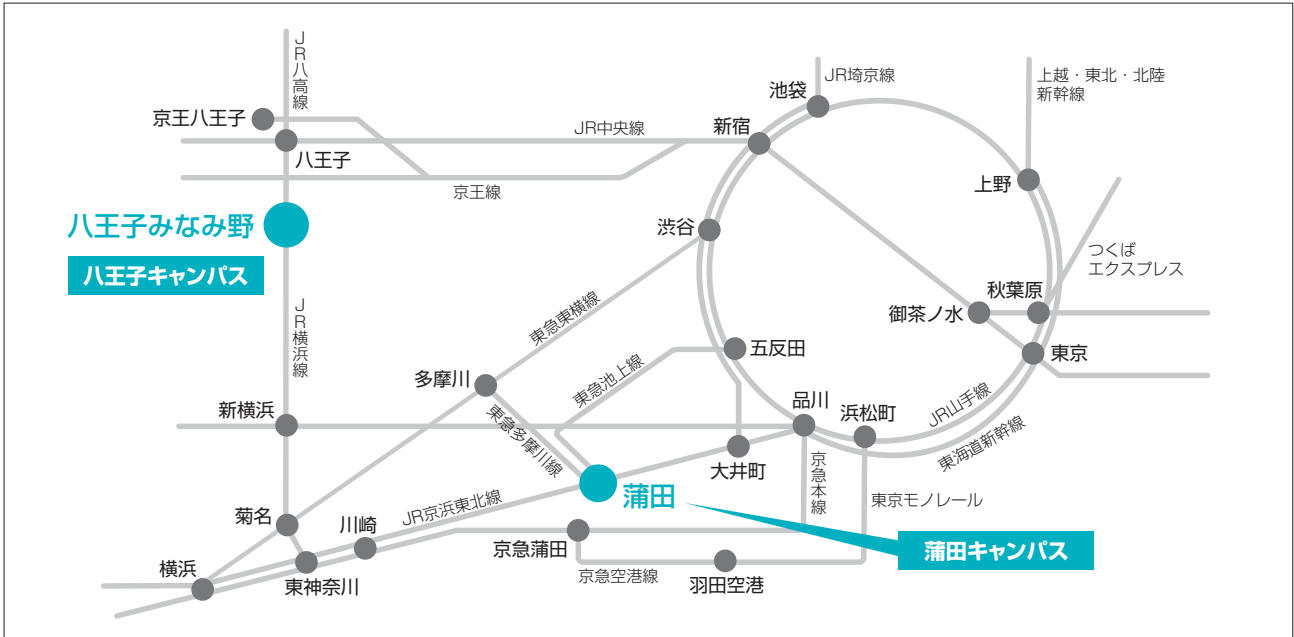 JR八高線
JR埼京線
上越・東北・北陸
新幹線
池袋
京王八王子
新宿
JR中央線
八王子
上野
京王線
八王子みなみ野
渋谷
八王子キャンパス
つくば
エクスプレス
秋葉原
御茶ノ水
JR横浜線
東急東横線
五反田
東京
多摩川
東急池上線
新横浜
品川
浜松町
JR山手線
東急多摩川線
東海道新幹線
大井町
京急本線
蒲田
東京モノレール
JR京浜東北線
菊名
川崎
京急蒲田
蒲田キャンパス
横浜
東神奈川
京急空港線
羽田空港